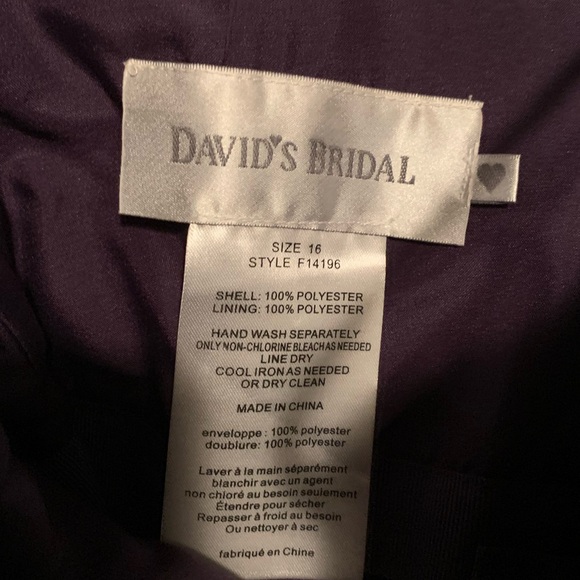 DAVID'S BRIDAL
SIZE 16
STYLE F14196
SHELL: 100% POLYESTER
LINING: 100% POLYESTER
HAND WASH SEPARATELY
ONLY NON-CHLORINE BLEACH AS NEEDED
LINE DRY
COOL IRON AS NEEDED
OR DRY CLEAN
MADE IN CHINA
enveloppe : 100% polyester
doublure: 100% polyester
Laver à la main séparément
blanchir avec un agent
non chloré au besoin seulement
Étendre pour sécher
Repasser à froid au besoin
Ou nettoyer à sec
fabriqué en Chine